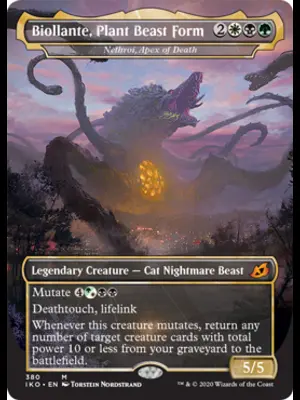 Biollante, Plant Beast Form 2
Nethroi, Apex of Death
Legendary Creature — Cat Nightmare Beast
Mutate 4
Deathtouch, lifelink
Whenever this creature mutates, return any
number of target creature cards with total
power 10 or less from your graveyard to the
battlefield.
5/5
380 M
IKO • EN Torstein Nordstrand
™ & © 2020 Wizards of the Coast